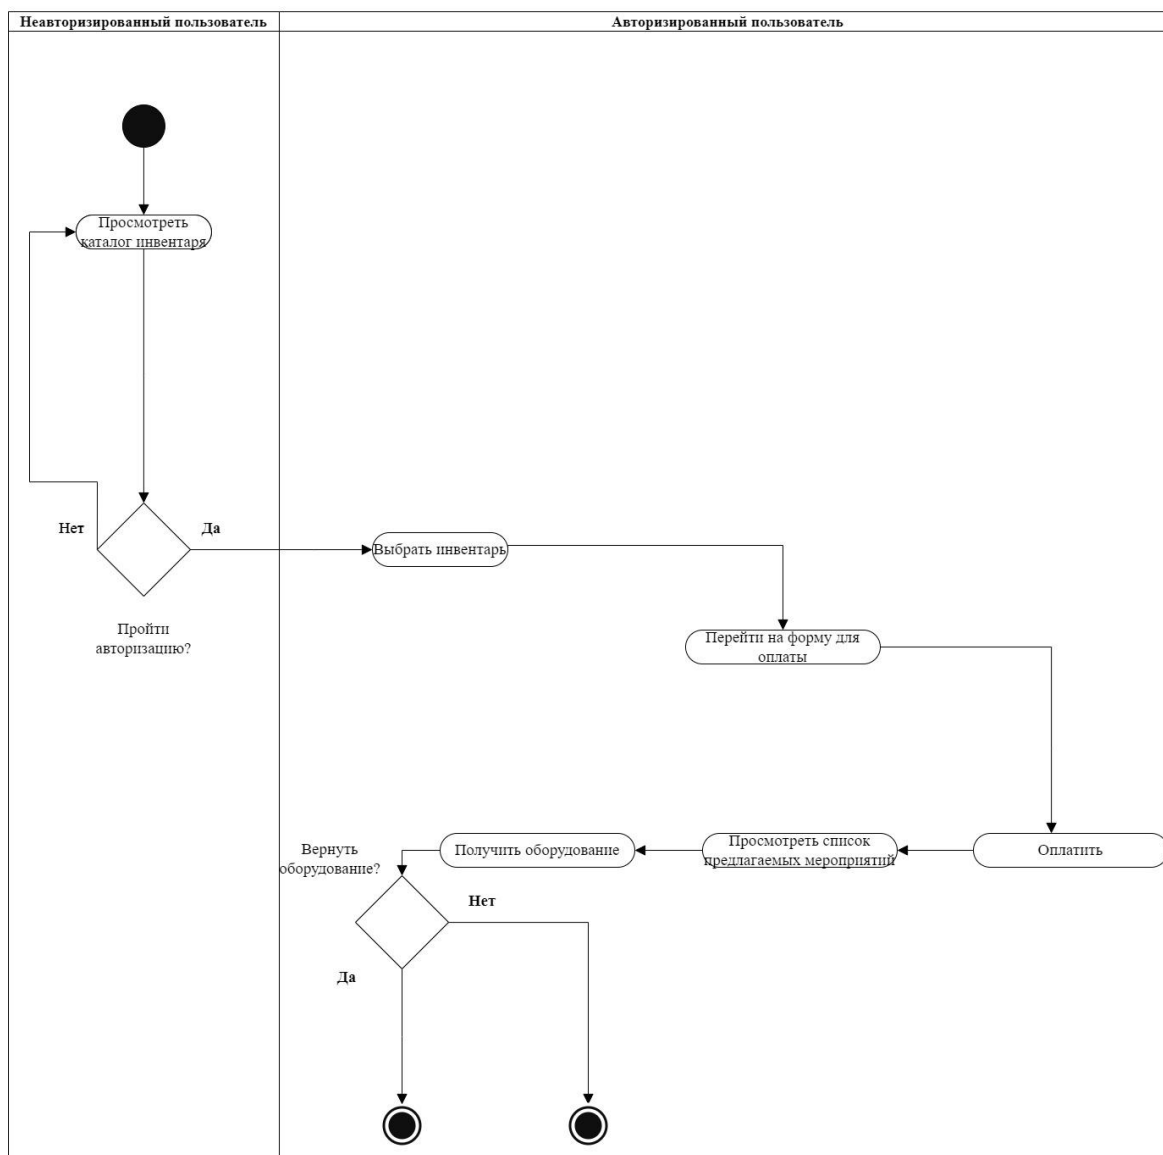 Неавторизированный пользователь
Авторизированный пользователь
Просмотреть
каталог инвентаря
Нет
Да
Пройти
авторизацию?
Выбрать инвентарь
Перейти на форму для
оплаты
Оплатить
Просмотреть список
предлагаемых мероприятий
Получить оборудование
Вернуть
оборудование?
Нет
Да